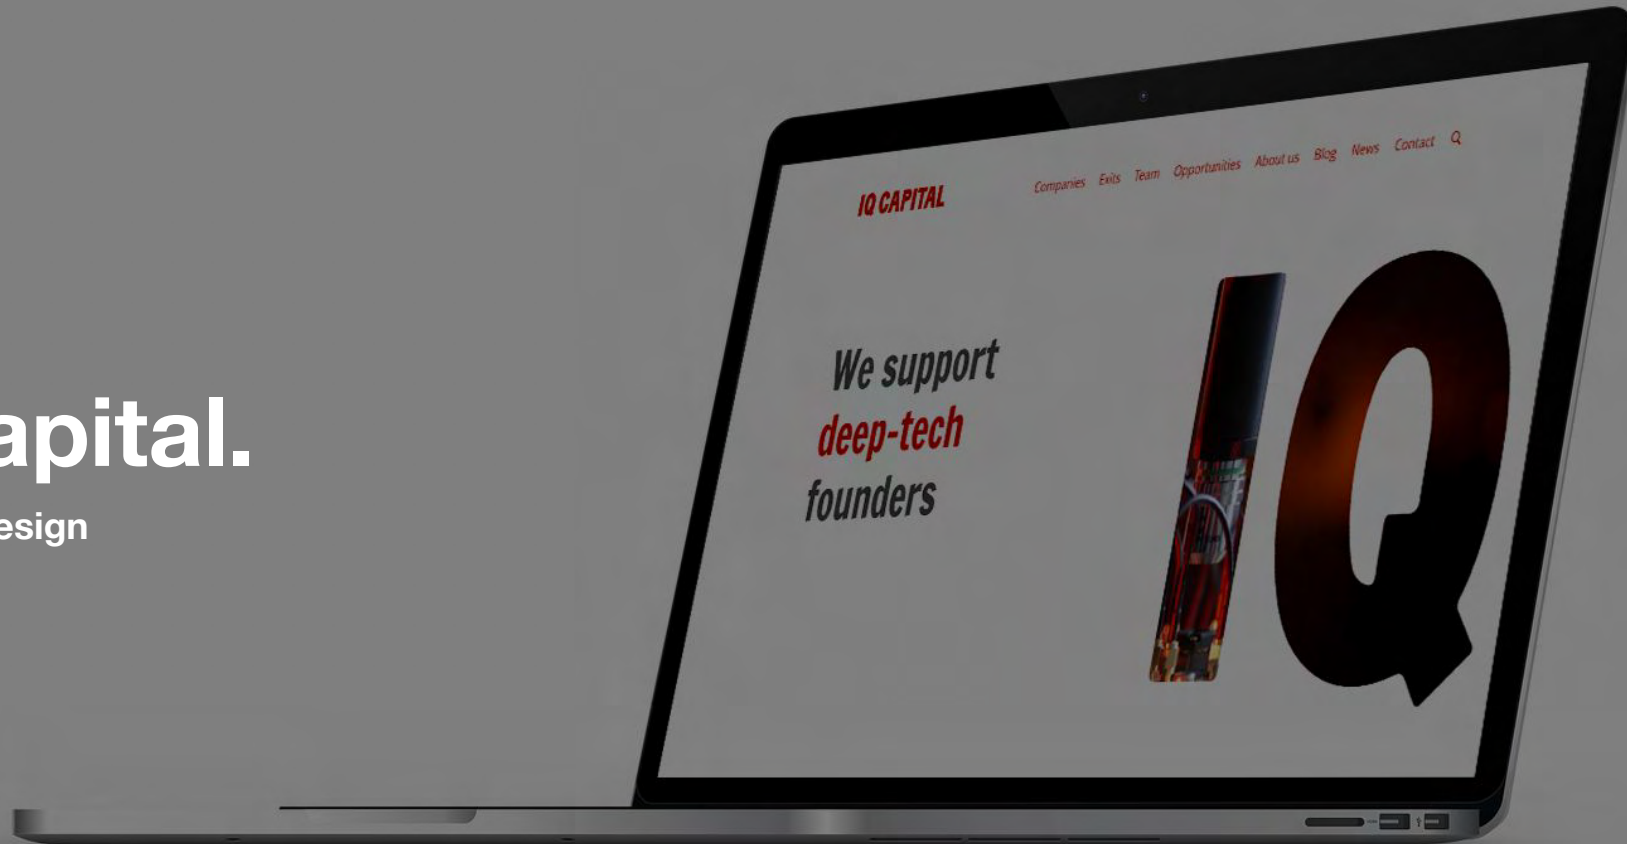 apital.
esign
IQ CAPITAL
Companies Exits Team Opportunities About us Blog News Contact
We support
deep-tech
founders
IQ